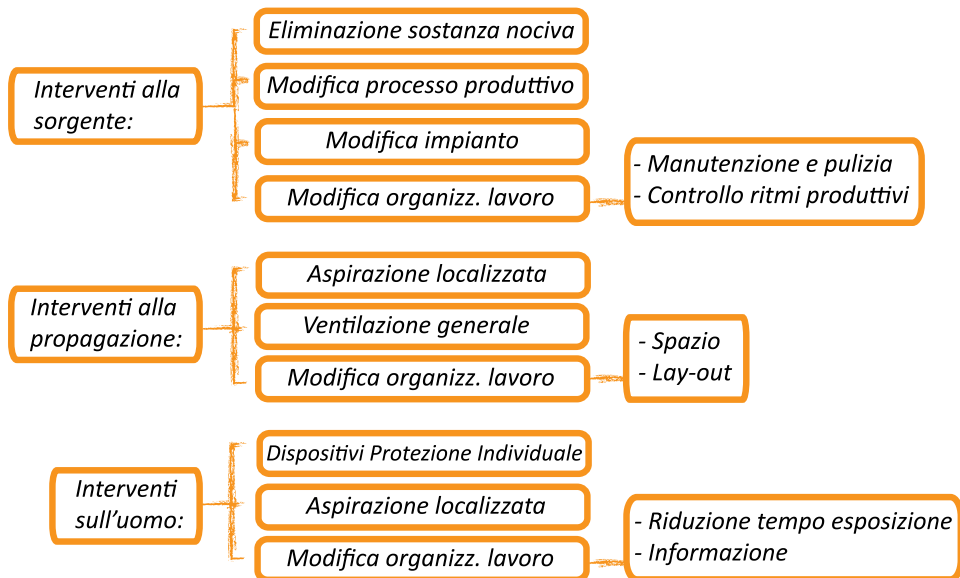 Interventi alla
sorgente:
Eliminazione sostanza nociva
Modifica processo produttivo
Modifica impianto
Modifica organizz. lavoro
- Manutenzione e pulizia
- Controllo ritmi produttivi
Interventi alla
propagazione:
Aspirazione localizzata
Ventilazione generale
Modifica organizz. lavoro
- Spazio
- Lay-out
Interventi
sull'uomo:
Dispositivi Protezione Individuale
Aspirazione localizzata
Modifica organizz. lavoro
- Riduzione tempo esposizione
- Informazione